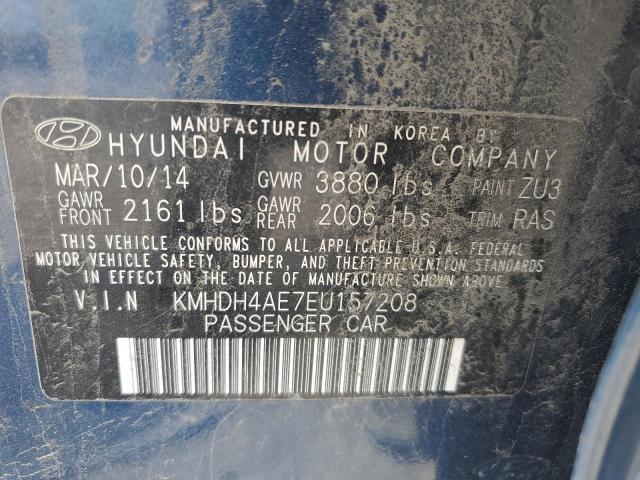 MANUFACTURED IN KOREA BY
HYUNDAI MOTOR COMPANY
MAR/10/14 GVWR 3880 lbs PAINT ZU3
GAWR FRONT 2161 lbs GAWR REAR 2006 lbs TRIM RAS
THIS VEHICLE CONFORMS TO ALL APPLICABLE U.S.A. FEDERAL
MOTOR VEHICLE SAFETY, BUMPER, AND THEFT PREVENTION STANDARDS
IN EFFECT ON THE DATE OF MANUFACTURE SHOWN ABOVE.
V.I.N KMHDH4AE7EU157208
PASSENGER CAR